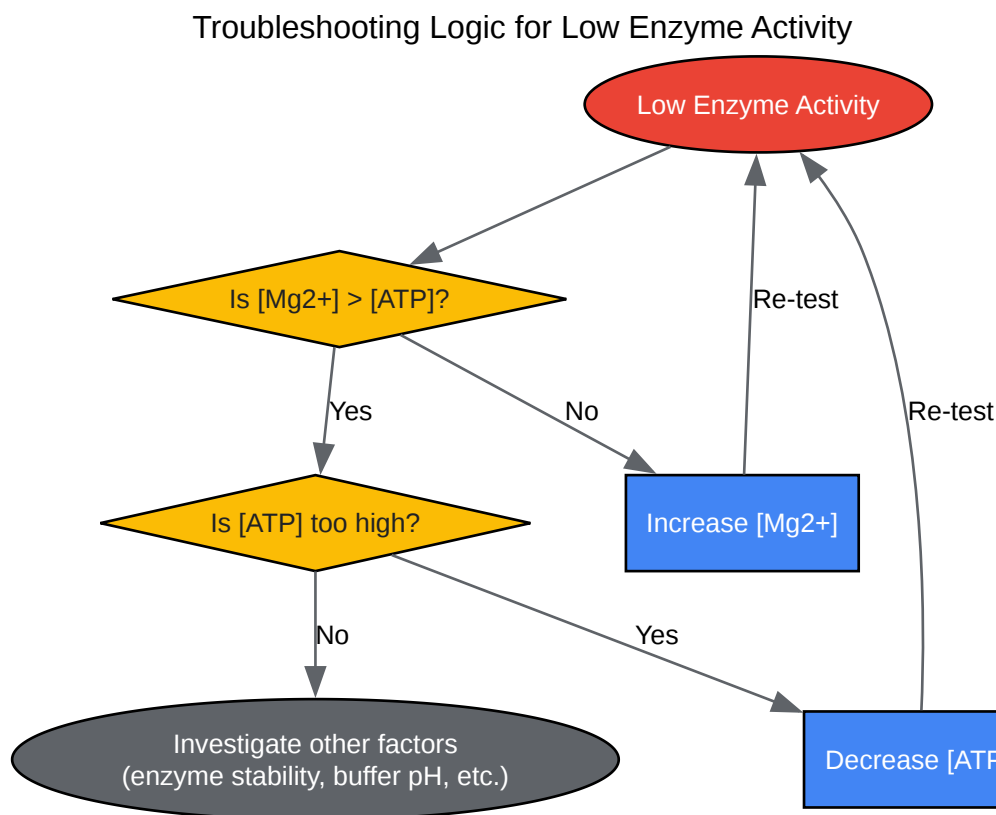 Troubleshooting Logic for Low Enzyme Activity
Low Enzyme Activity
Is [Mg2+] > [ATP]?
Re-test
Yes
No
Re-test
Is [ATP] too high?
Increase [Mg2+]
No
Yes
Investigate other factors
(enzyme stability, buffer pH, etc.)
Decrease [ATP